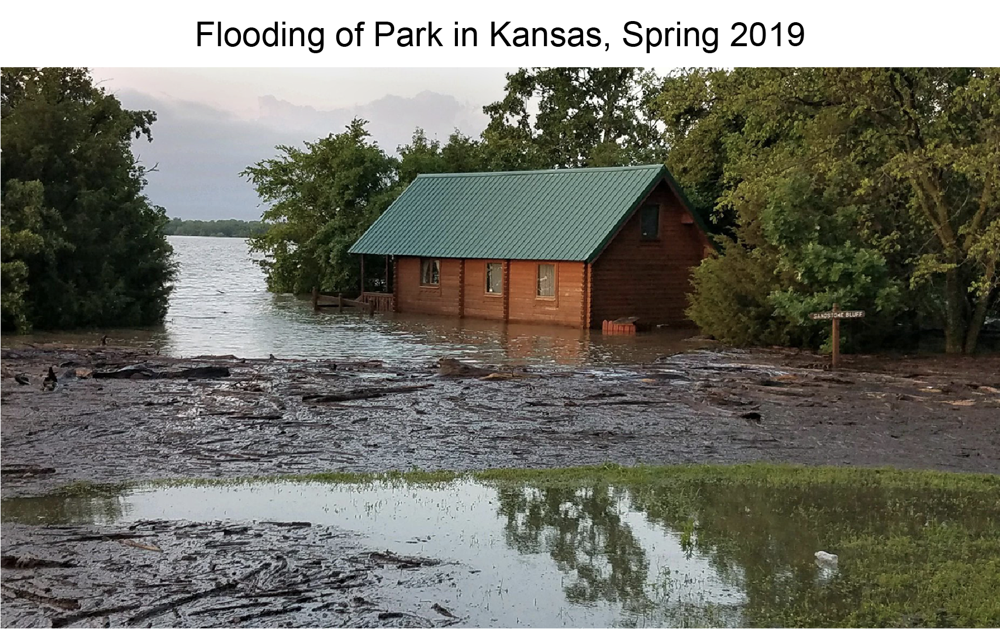 Flooding of Park in Kansas, Spring 2019
SANDSTONE BLUFF